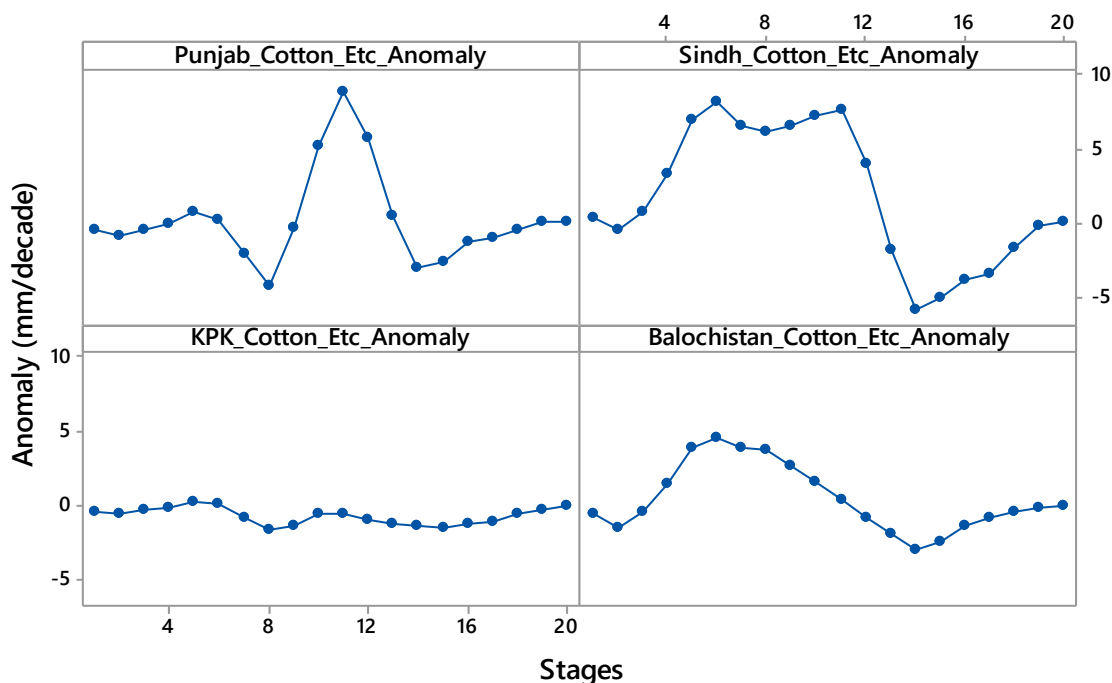 4 8 12 16 20
Punjab_Cotton_Etc_Anomaly Sindh_Cotton_Etc_Anomaly
10
5
0
-5
Anomaly (mm/decade)
KPK_Cotton_Etc_Anomaly Balochistan_Cotton_Etc_Anomaly
10
5
0
-5
4 8 12 16 20
Stages